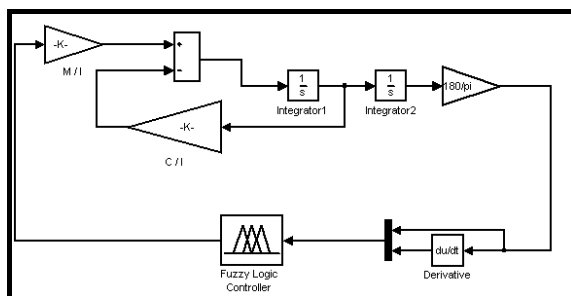 -K-
M / I
+
-
1
s
Integrator1
1
s
Integrator2
180/pi
-K-
C / I
Fuzzy Logic
Controller
du/dt
Derivative